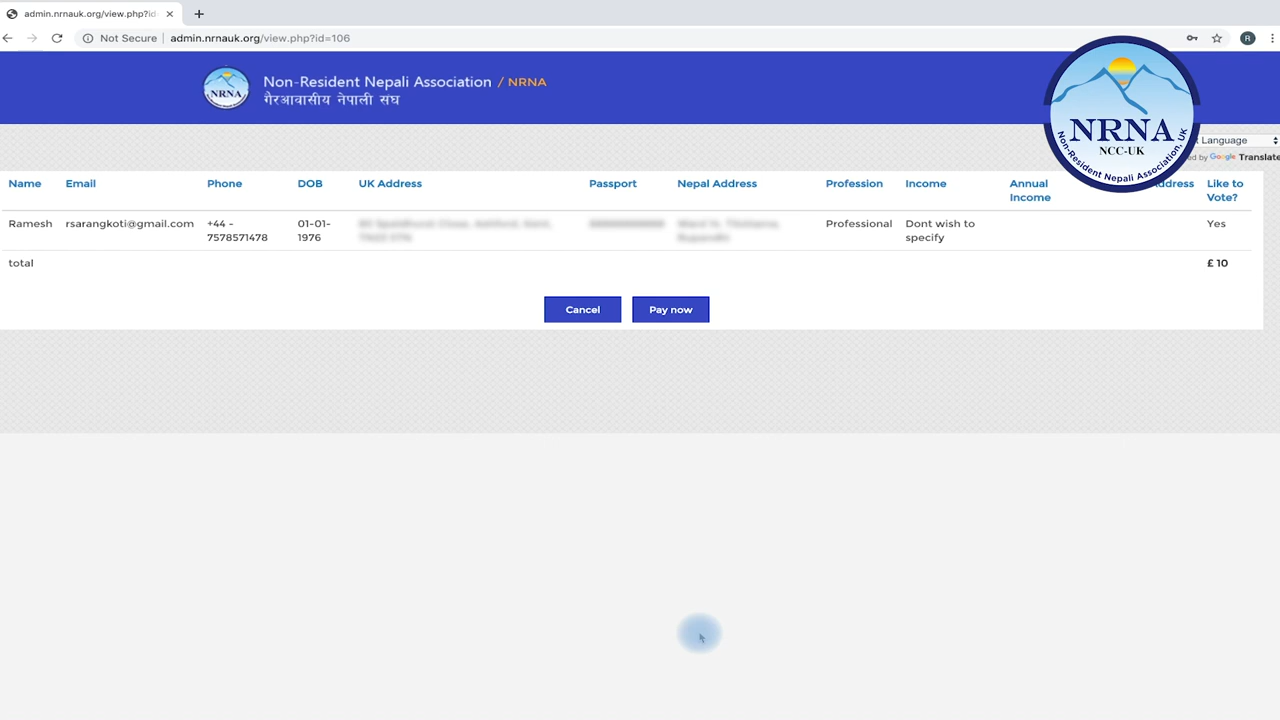 admin.nrnauk.org/view.php?id=
Not Secure admin.nrnauk.org/view.php?id=106 R
Non-Resident Nepali Association / NRNA
गैरआवासीय नेपाली संघ
NRNA
NRNA
NCC-UK
Non-Resident Nepali Association, UK
Language
by Google Translate
Name Email Phone DOB UK Address Passport Nepal Address Profession Income Annual Income Address Like to Vote?
Ramesh rsarangkoti@gmail.com +44 - 01-01- Professional Dont wish to Yes
7578571478 1976 specify
total £ 10
Cancel Pay now